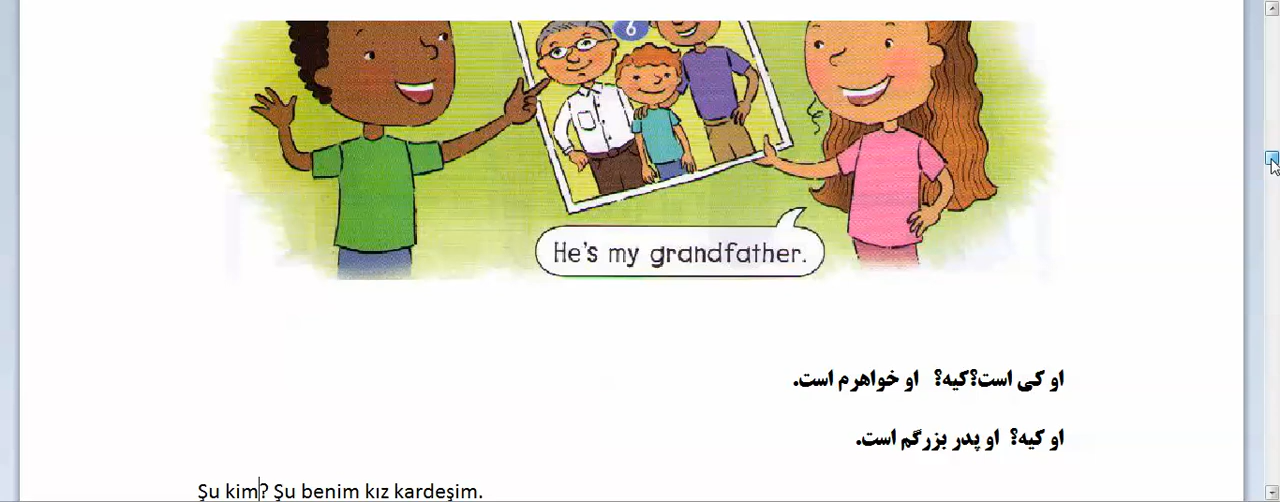 6
He's my grandfather.
او کی است؟کیه؟ او خواهرم است.
او کیه؟ او پدر بزرگم است.
Şu kim? Şu benim kız kardeşim.